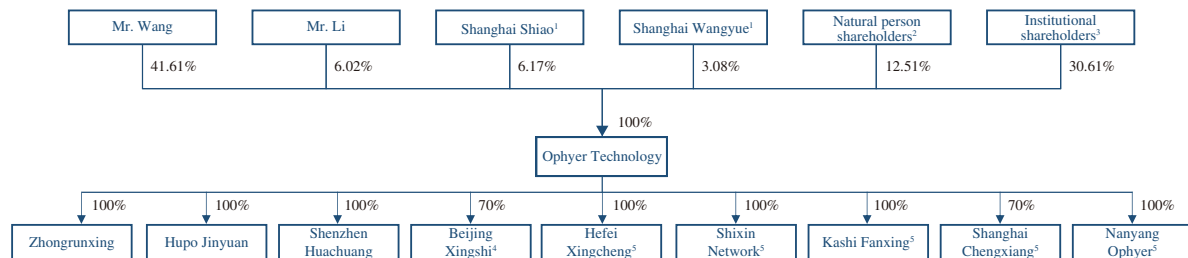 Mr. Wang
Mr. Li
Shanghai Shiao¹
Shanghai Wangyue¹
Natural person
shareholders²
Institutional
shareholders³
41.61%
6.02%
6.17%
3.08%
12.51%
30.61%
100%
Ophyer Technology
100%
100%
100%
70%
100%
100%
100%
70%
100%
Zhongrunxing
Hupo Jinyuan
Shenzhen
Huachuang
Beijing
Xingshi⁴
Hefei
Xingcheng⁵
Shixin
Network⁵
Kashi Fanxing⁵
Shanghai
Chengxiang⁵
Nanyang
Ophyer⁵